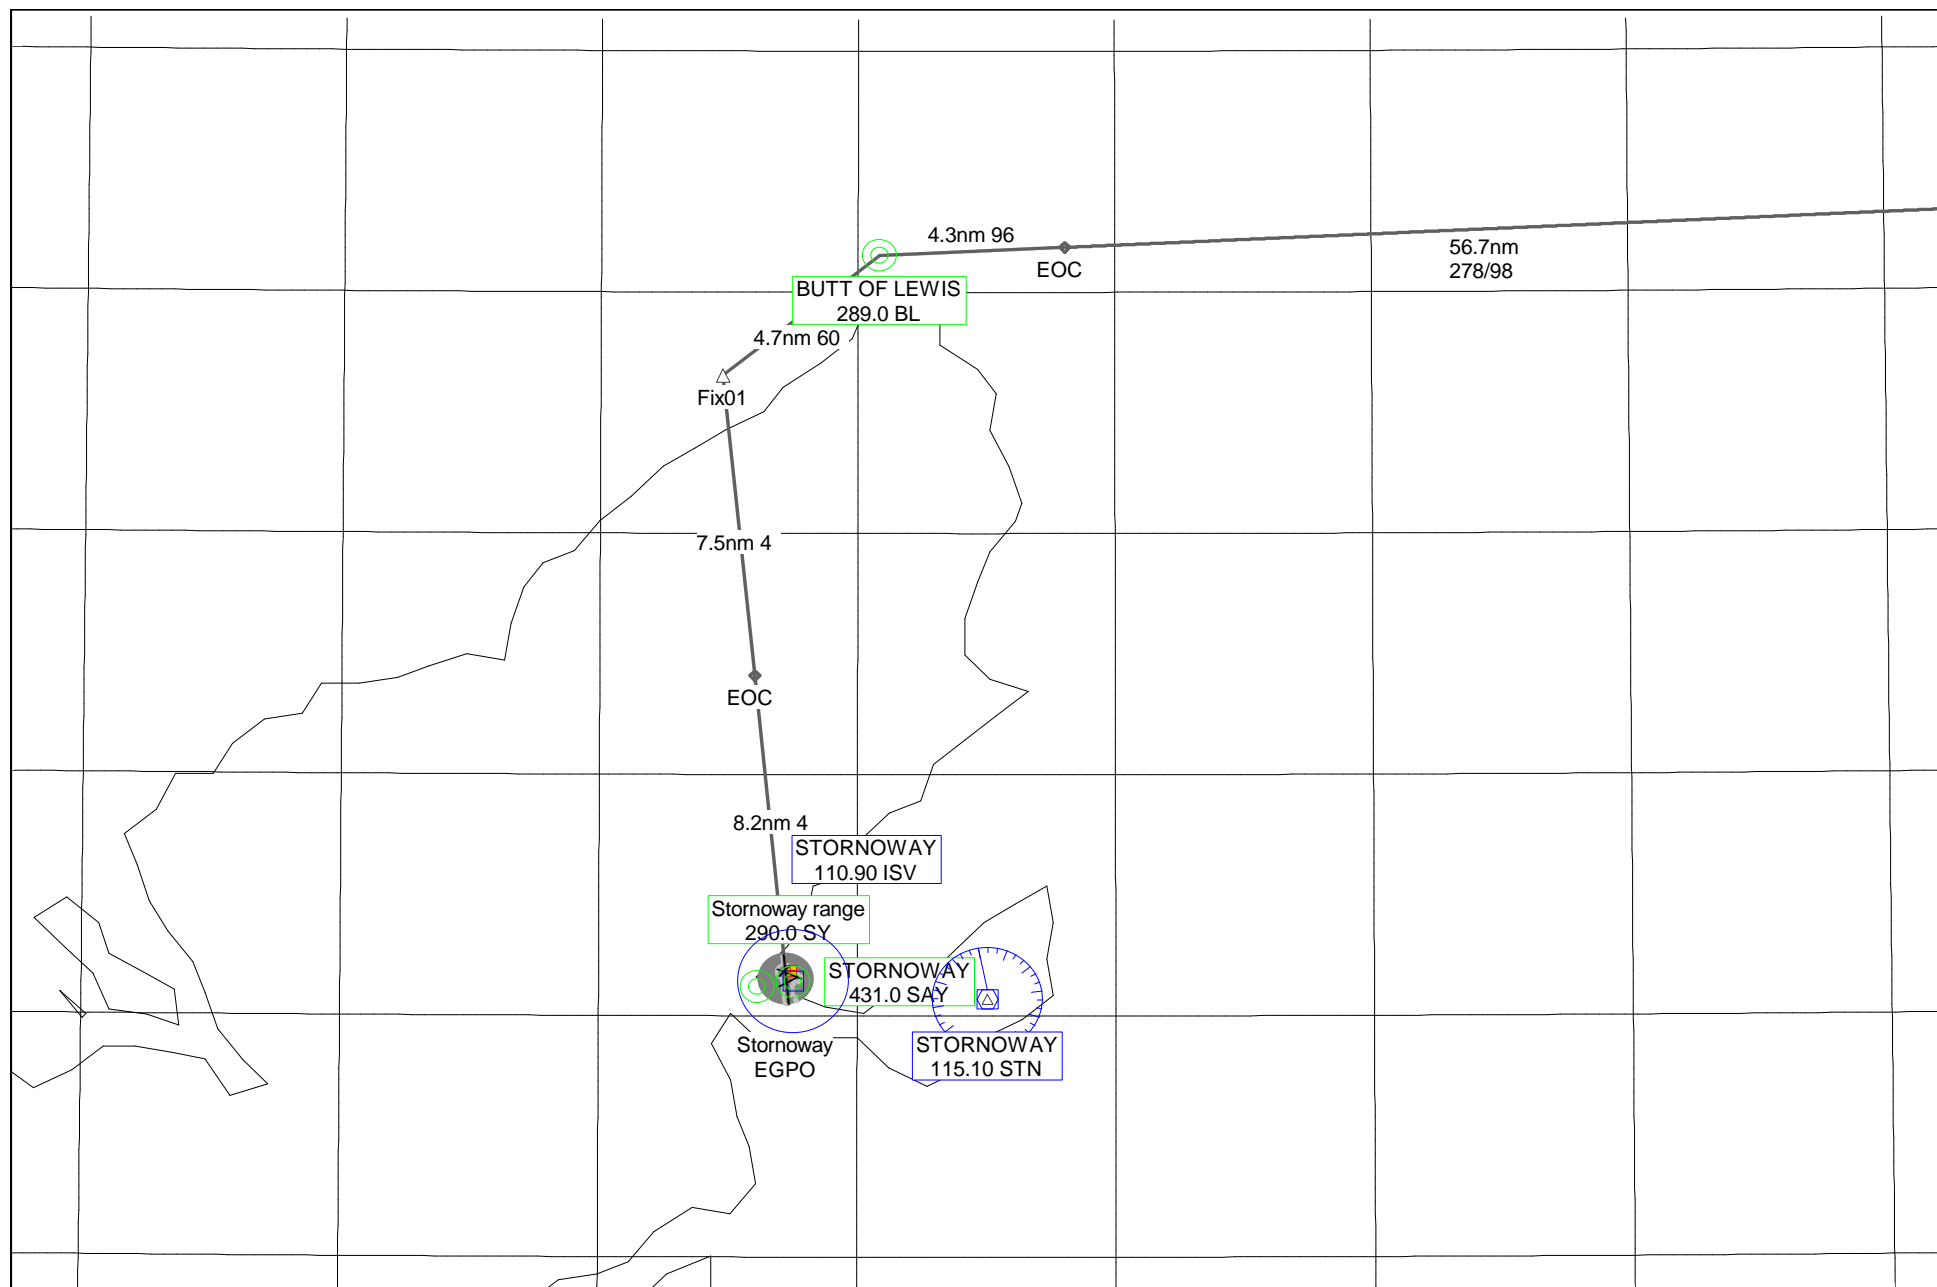 4.3nm 96
56.7nm
278/98
EOC
BUTT OF LEWIS
289.0 BL
4.7nm 60
Fix01
7.5nm 4
EOC
8.2nm 4
STORNOWAY
110.90 ISV
Stornoway range
290.0 SY
STORNOWAY
431.0 SAY
Stornoway
EGPO
STORNOWAY
115.10 STN